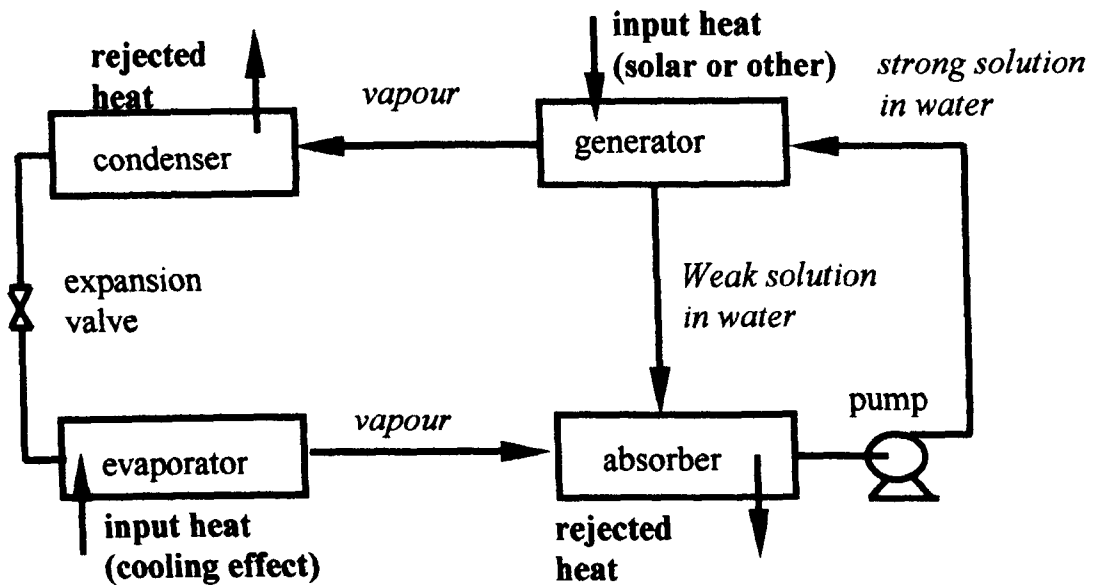 rejected
heat
vapour
input heat
(solar or other)
strong solution
in water
condenser
generator
expansion
valve
Weak solution
in water
pump
evaporator
vapour
absorber
input heat
(cooling effect)
rejected
heat